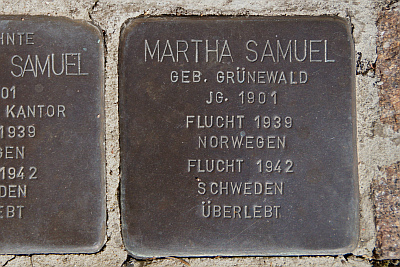 HNTE
SAMUEL
01
KANTOR
1939
GEN
1942
DEN
BT
MARTHA SAMUEL
GEB. GRÜNEWALD
JG. 1901
FLUCHT 1939
NORWEGEN
FLUCHT 1942
SCHWEDEN
ÜBERLEBT